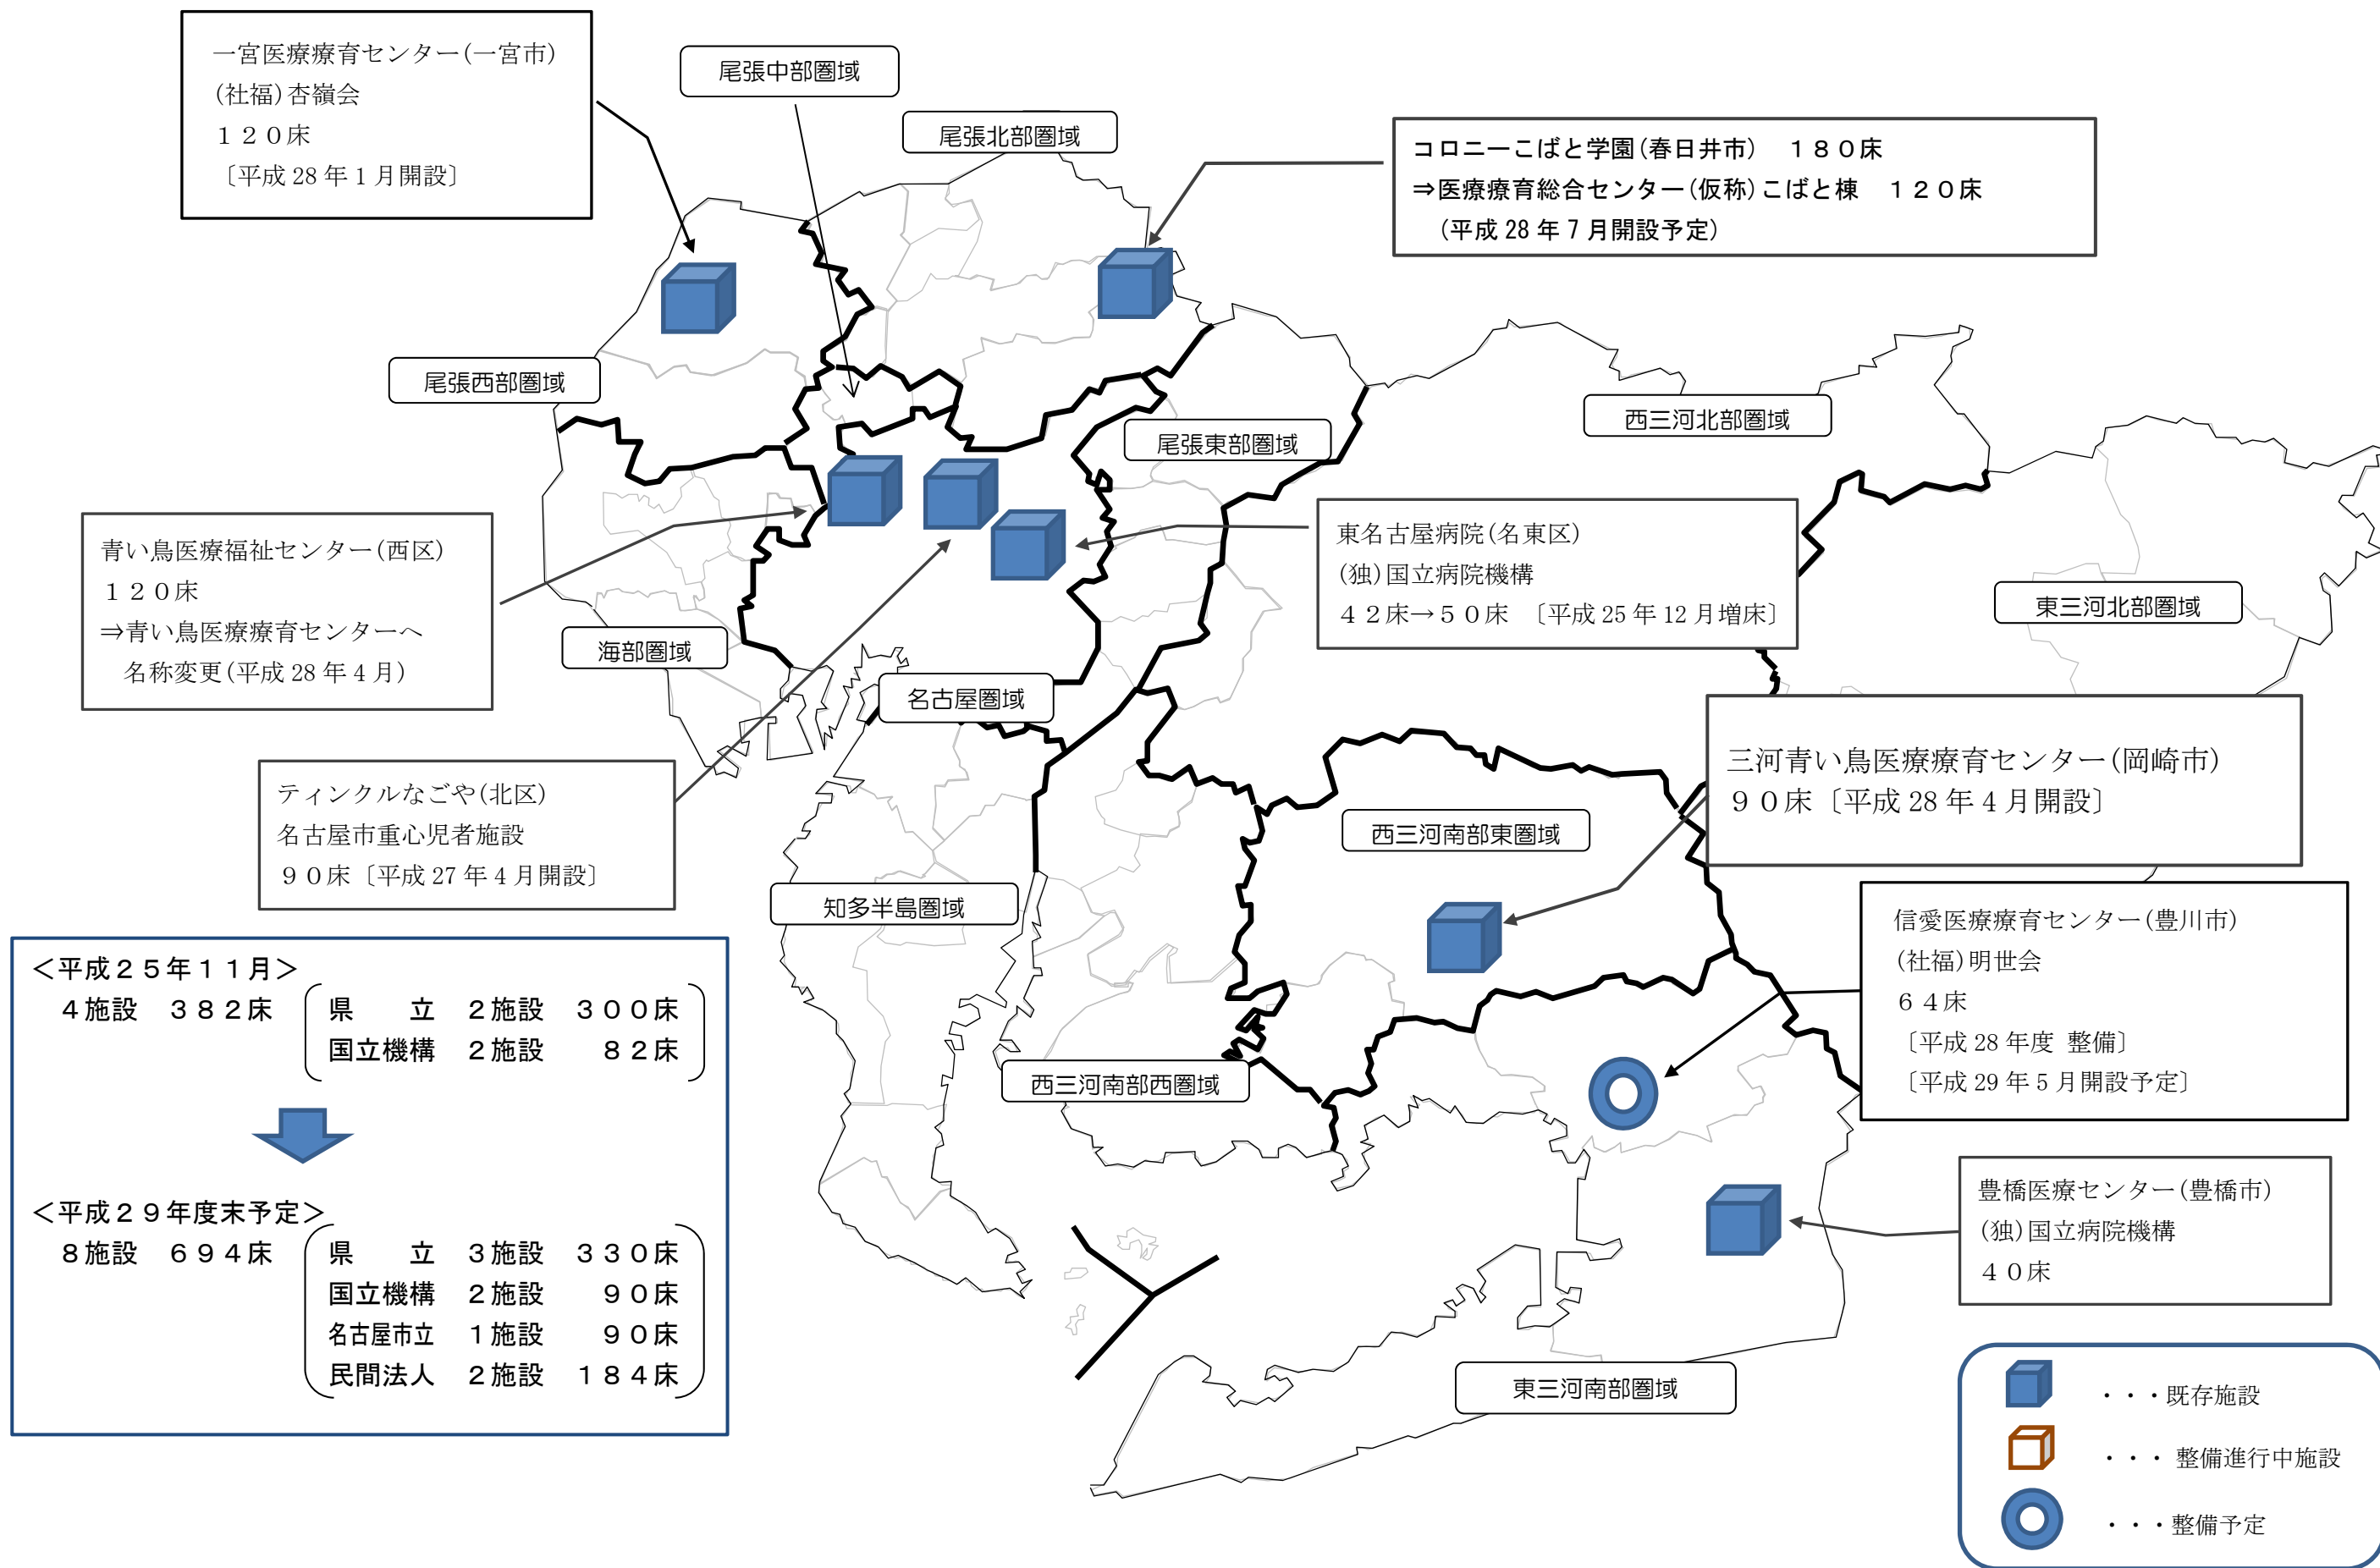 一宮医療療育センター(一宮市)
(社福)杏嶺会
１２０床
〔平成 28 年 1 月開設〕
尾張中部圏域
尾張北部圏域
コロニーこばと学園(春日井市)　１８０床
⇒医療療育総合センター(仮称)こばと棟　１２０床
(平成 28 年 7 月開設予定)
尾張西部圏域
西三河北部圏域
尾張東部圏域
青い鳥医療福祉センター(西区)
１２０床
⇒青い鳥医療療育センターへ
名称変更(平成 28 年 4 月)
東名古屋病院(名東区)
(独)国立病院機構
４２床→５０床　〔平成 25 年 12 月増床〕
東三河北部圏域
海部圏域
名古屋圏域
ティンクルなごや(北区)
名古屋市重心児者施設
９０床〔平成 27 年 4 月開設〕
三河青い鳥医療療育センター(岡崎市)
９０床〔平成 28 年 4 月開設〕
西三河南部東圏域
知多半島圏域
信愛医療療育センター(豊川市)
(社福)明世会
６４床
〔平成 28 年度 整備〕
〔平成 29 年 5 月開設予定〕
西三河南部西圏域
＜平成２５年１１月＞
４施設　３８２床
県　　立　２施設　３００床
国立機構　２施設　　８２床
＜平成２９年度末予定＞
８施設　６９４床
県　　立　３施設　３３０床
国立機構　２施設　　９０床
名古屋市立　１施設　　９０床
民間法人　２施設　１８４床
豊橋医療センター(豊橋市)
(独)国立病院機構
４０床
東三河南部圏域
・・・既存施設
・・・ 整備進行中施設
・・・整備予定